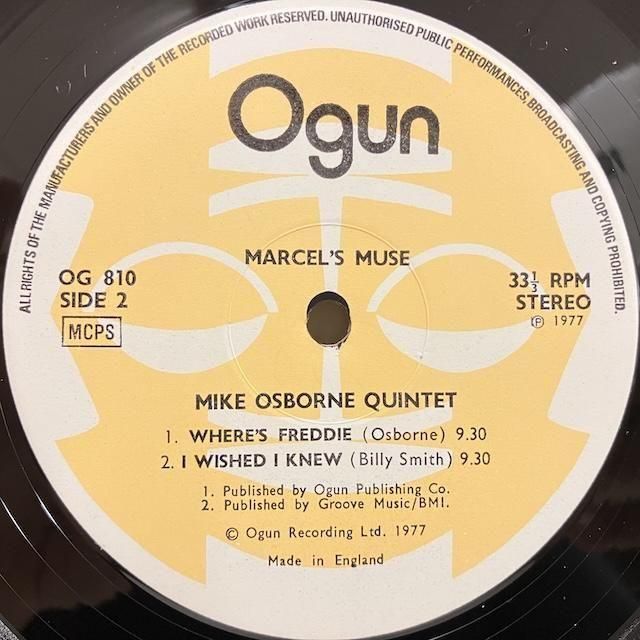 ALL RIGHTS OF THE MANUFACTURERS AND OWNER OF THE RECORDED WORK RESERVED. UNAUTHORISED PUBLIC PERFORMANCES, BROADCASTING AND COPYING PROHIBITED.
Ogun
MARCEL'S MUSE
OG 810
SIDE 2
MCPS
33⅓ RPM
STEREO
℗ 1977
MIKE OSBORNE QUINTET
1. WHERE'S FREDDIE (Osborne) 9.30
2. I WISHED I KNEW (Billy Smith) 9.30
1. Published by Ogun Publishing Co.
2. Published by Groove Music/BMI.
© Ogun Recording Ltd. 1977
Made in England